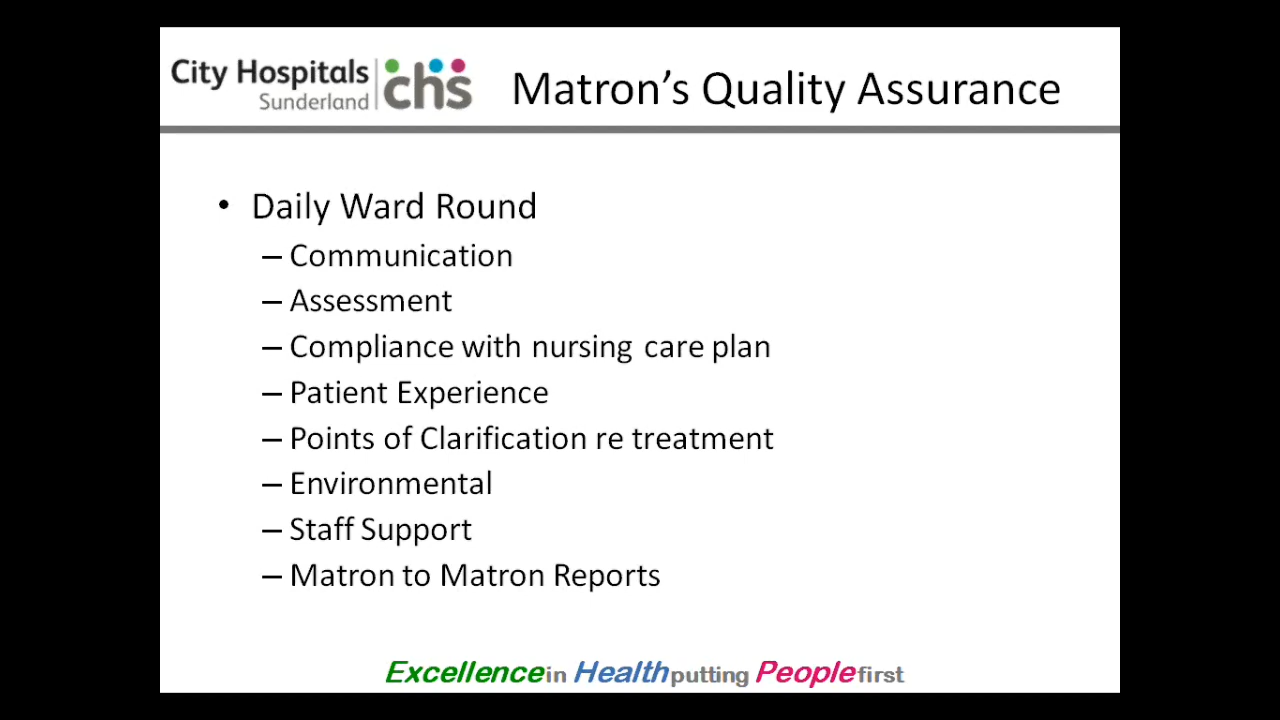 City Hospitals
Sunderland
chs
Matron’s Quality Assurance
• Daily Ward Round
– Communication
– Assessment
– Compliance with nursing care plan
– Patient Experience
– Points of Clarification re treatment
– Environmental
– Staff Support
– Matron to Matron Reports
Excellence in Health putting People first